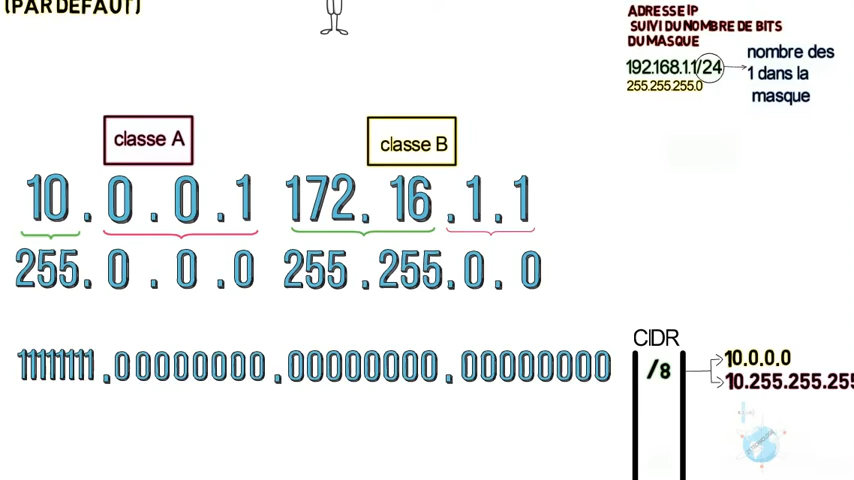 (PAR DÉFAUT)
ADRESSE IP
SUIVI DU NOMBRE DE BITS
DU MASQUE
192.168.1.1/24
255.255.255.0
nombre des
1 dans la
masque
classe A
classe B
10.0.0.1
172.16.1.1
255.0.0.0
255.255.0.0
11111111.00000000.00000000.00000000
CIDR
/8
10.0.0.0
10.255.255.255